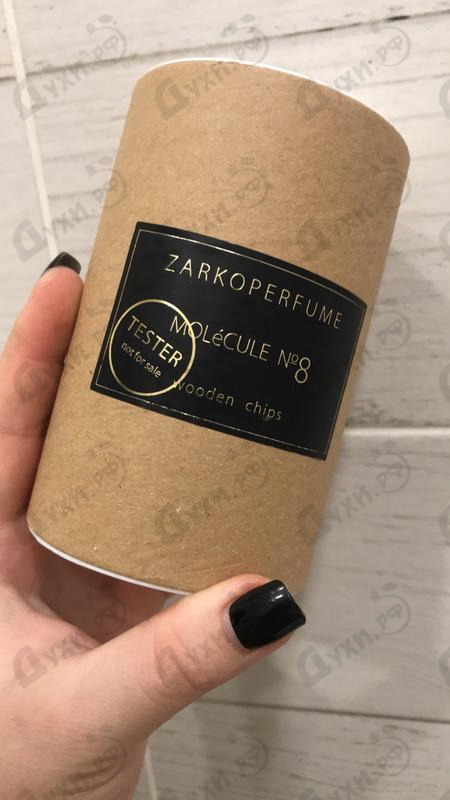 ZARKOPERFUME
MOLéCULE №8
wooden chips
TESTER
not for sale
Духи.рф